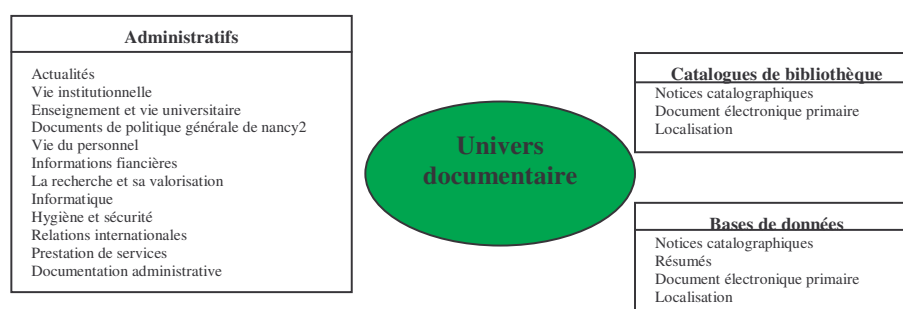 Administratifs
Actualités
Vie institutionnelle
Enseignement et vie universitaire
Documents de politique générale de nancy2
Vie du personnel
Informations fiancières
La recherche et sa valorisation
Informatique
Hygiène et sécurité
Relations internationales
Prestation de services
Documentation administrative
Univers
documentaire
Catalogues de bibliothèque
Notices catalographiques
Document électronique primaire
Localisation
Bases de données
Notices catalographiques
Résumés
Document électronique primaire
Localisation